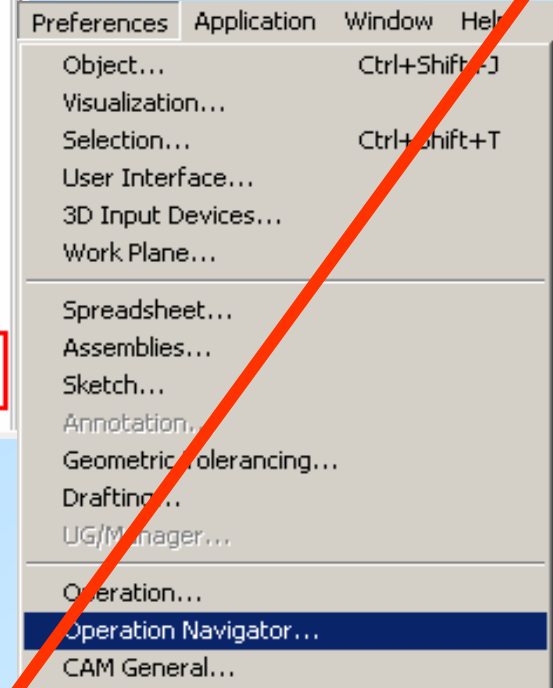 Preferences Application Window Help
Object... Ctrl+Shift+J
Visualization...
Selection... Ctrl+Shift+T
User Interface...
3D Input Devices...
Work Plane...
Spreadsheet...
Assemblies...
Sketch...
Annotation...
Geometric Tolerancing...
Drafting...
UG/Manager...
Operation...
Operation Navigator...
CAM General...